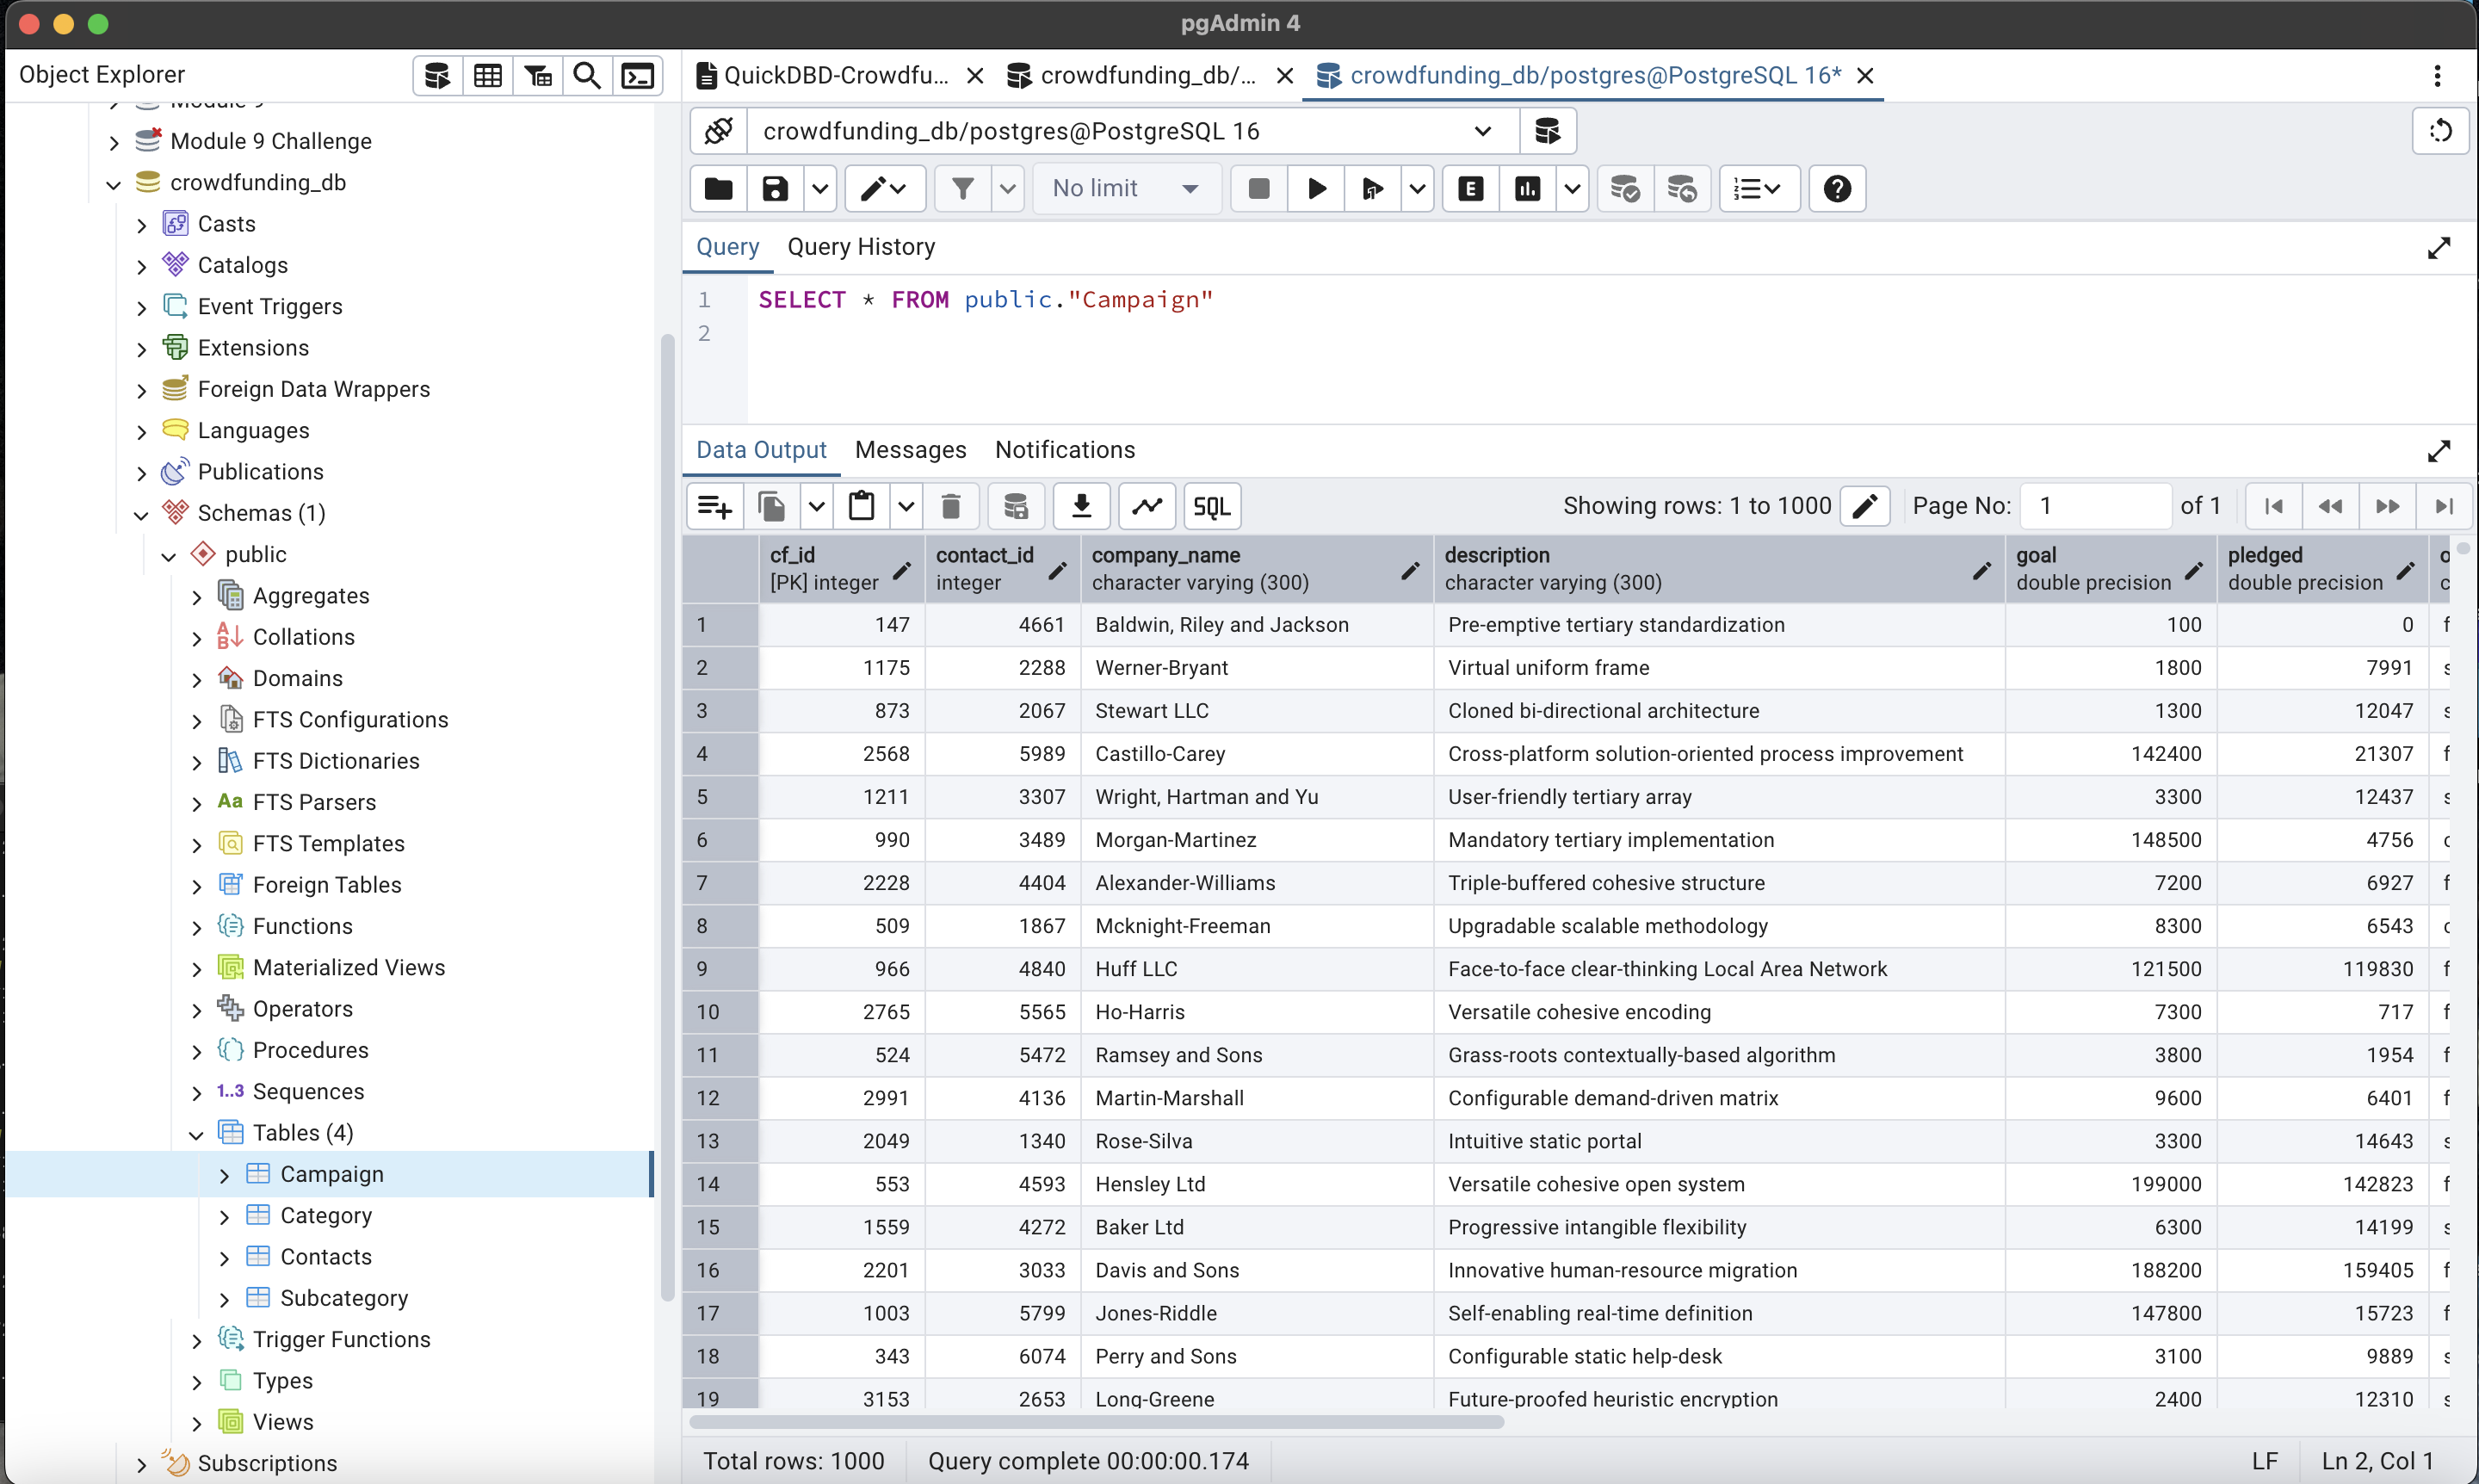 pgAdmin 4
Object Explorer
QuickDBD-Crowdfu...
crowdfunding_db/...
crowdfunding_db/postgres@PostgreSQL 16*
Module 9
Module 9 Challenge
crowdfunding_db
Casts
Catalogs
Event Triggers
Extensions
Foreign Data Wrappers
Languages
Publications
Schemas (1)
public
Aggregates
Collations
Domains
FTS Configurations
FTS Dictionaries
Aa FTS Parsers
FTS Templates
Foreign Tables
Functions
Materialized Views
Operators
Procedures
1..3 Sequences
Tables (4)
Campaign
Category
Contacts
Subcategory
Trigger Functions
Types
Views
Subscriptions
crowdfunding_db/postgres@PostgreSQL 16
No limit
E
Query Query History
1 SELECT * FROM public."Campaign"
2
Data Output Messages Notifications
SQL
Showing rows: 1 to 1000
Page No: 1 of 1
cf_id contact_id company_name description goal pledged
[PK] integer integer character varying (300) character varying (300) double precision double precision
1 147 4661 Baldwin, Riley and Jackson Pre-emptive tertiary standardization 100 0
2 1175 2288 Werner-Bryant Virtual uniform frame 1800 7991
3 873 2067 Stewart LLC Cloned bi-directional architecture 1300 12047
4 2568 5989 Castillo-Carey Cross-platform solution-oriented process improvement 142400 21307
5 1211 3307 Wright, Hartman and Yu User-friendly tertiary array 3300 12437
6 990 3489 Morgan-Martinez Mandatory tertiary implementation 148500 4756
7 2228 4404 Alexander-Williams Triple-buffered cohesive structure 7200 6927
8 509 1867 Mcknight-Freeman Upgradable scalable methodology 8300 6543
9 966 4840 Huff LLC Face-to-face clear-thinking Local Area Network 121500 119830
10 2765 5565 Ho-Harris Versatile cohesive encoding 7300 717
11 524 5472 Ramsey and Sons Grass-roots contextually-based algorithm 3800 1954
12 2991 4136 Martin-Marshall Configurable demand-driven matrix 9600 6401
13 2049 1340 Rose-Silva Intuitive static portal 3300 14643
14 553 4593 Hensley Ltd Versatile cohesive open system 199000 142823
15 1559 4272 Baker Ltd Progressive intangible flexibility 6300 14199
16 2201 3033 Davis and Sons Innovative human-resource migration 188200 159405
17 1003 5799 Jones-Riddle Self-enabling real-time definition 147800 15723
18 343 6074 Perry and Sons Configurable static help-desk 3100 9889
19 3153 2653 Long-Greene Future-proofed heuristic encryption 2400 12310
Total rows: 1000 Query complete 00:00:00.174 LF Ln 2, Col 1